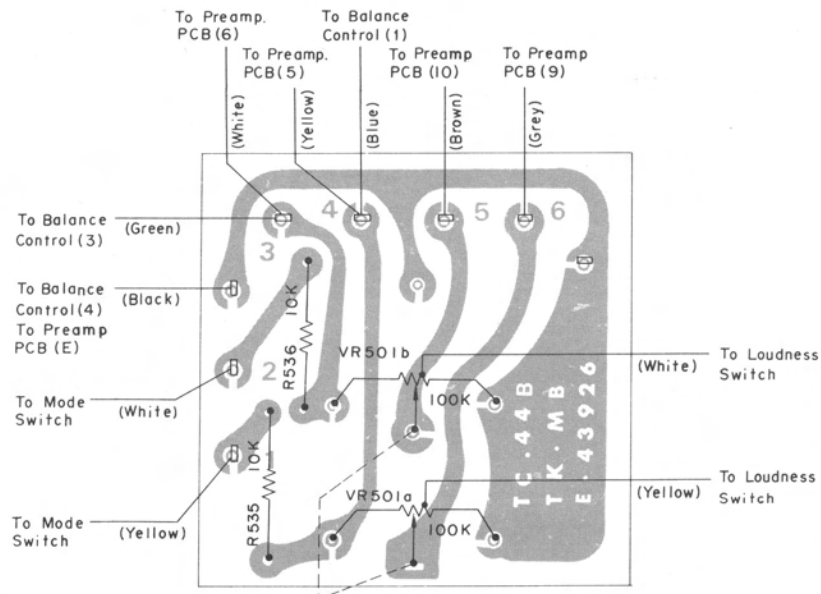 To Preamp.
PCB(6)
To Preamp.
PCB(5)
To Balance
Control(1)
To Preamp
PCB(10)
To Preamp
PCB(9)
(White)
(Yellow)
(Blue)
(Brown)
(Grey)
To Balance
Control(3)
(Green)
3
4
5
6
To Balance
Control(4)
(Black)
To Preamp
PCB(E)
10K
R536
VR501b
100K
(White)
To Loudness
Switch
2
To Mode
Switch
(White)
10K
R535
1
VR501a
100K
(Yellow)
To Loudness
Switch
To Mode
Switch
(Yellow)
TC·44B
TK·MB
E·43926